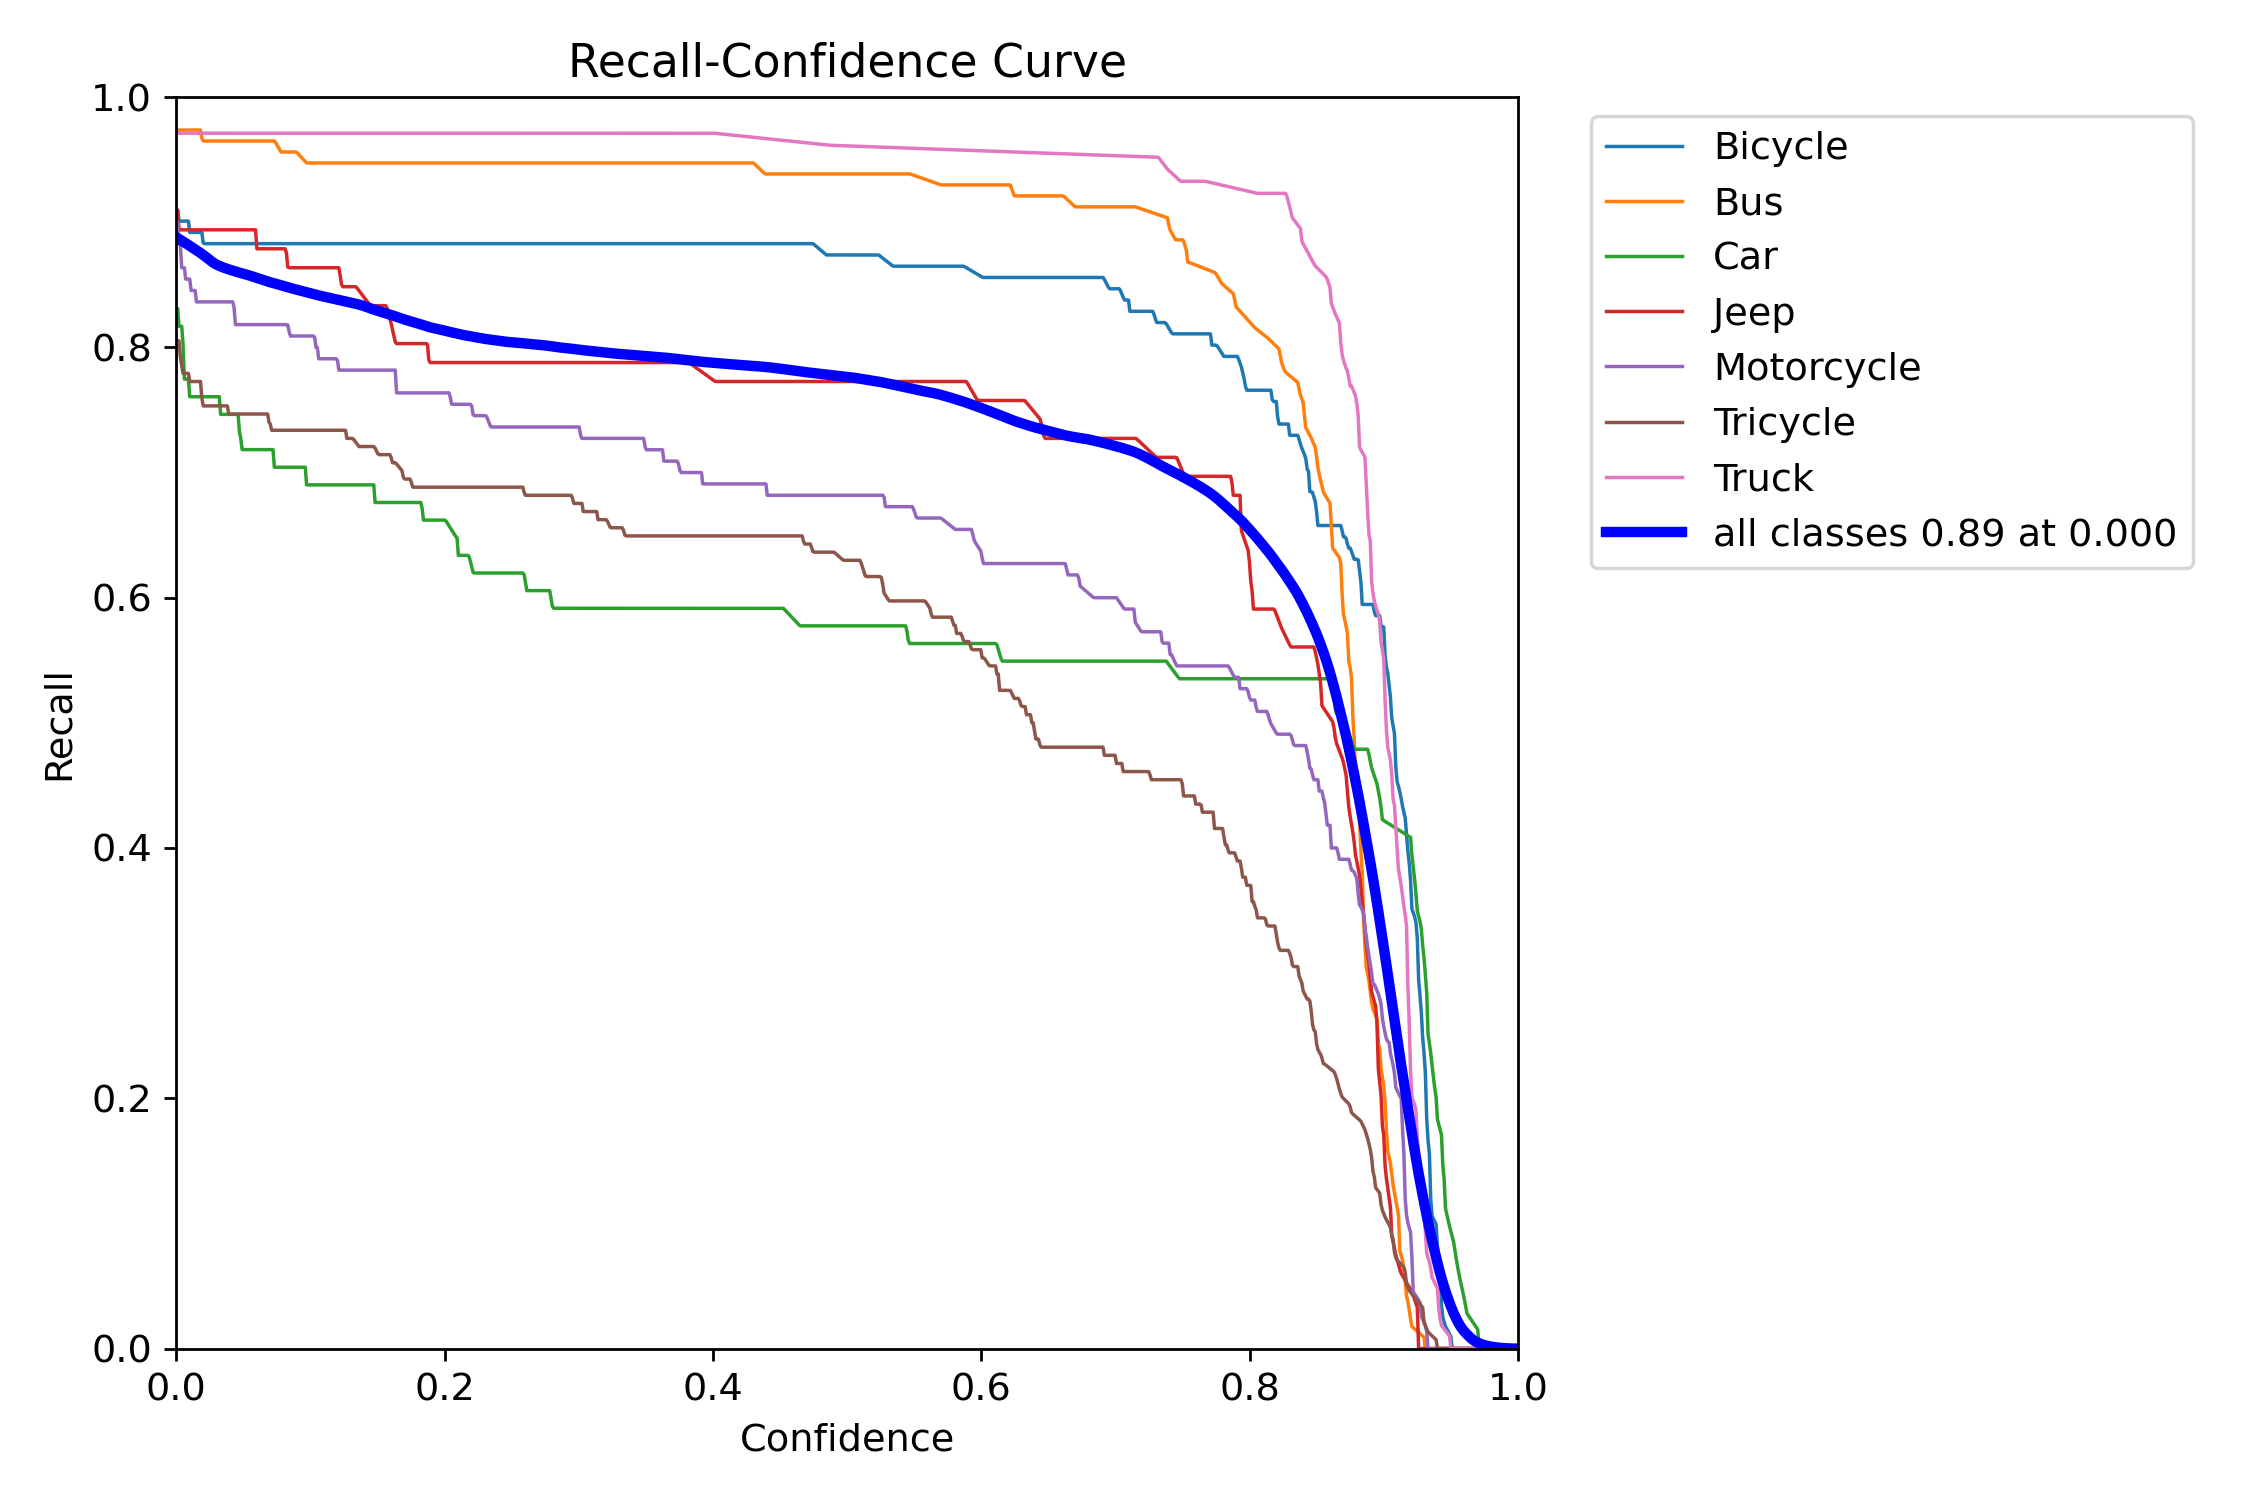 Recall-Confidence Curve
1.0
0.8
0.6
0.4
0.2
0.0
Recall
0.0 0.2 0.4 0.6 0.8 1.0
Confidence
Bicycle
Bus
Car
Jeep
Motorcycle
Tricycle
Truck
all classes 0.89 at 0.000